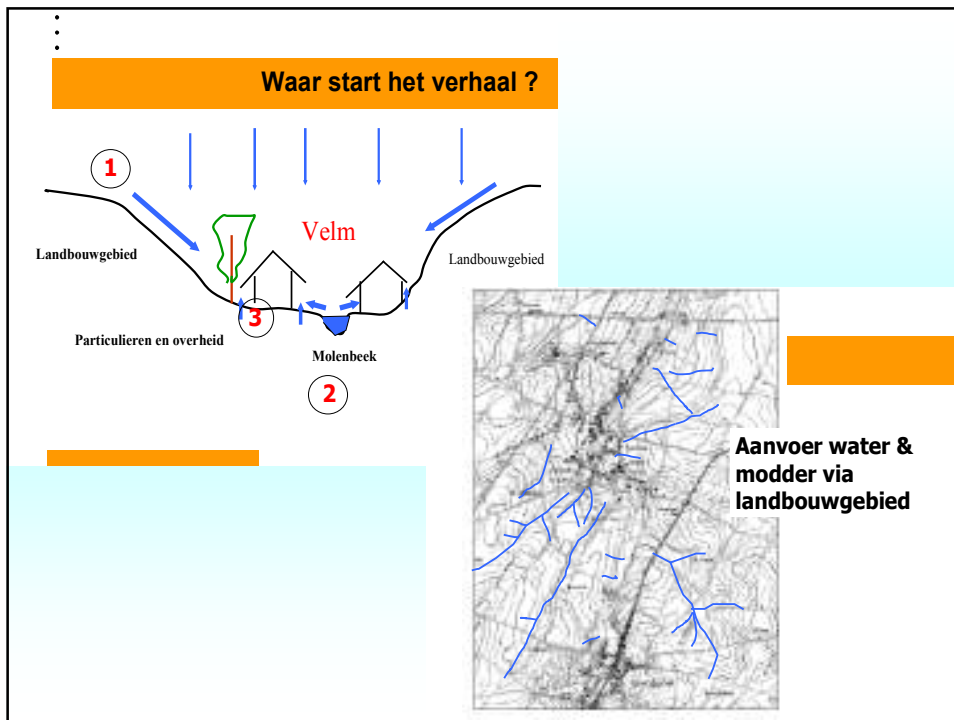 Waar start het verhaal ?
1
Velm
Landbouwgebied
Landbouwgebied
3
Particulieren en overheid
Molenbeek
2
Aanvoer water &
modder via
landbouwgebied